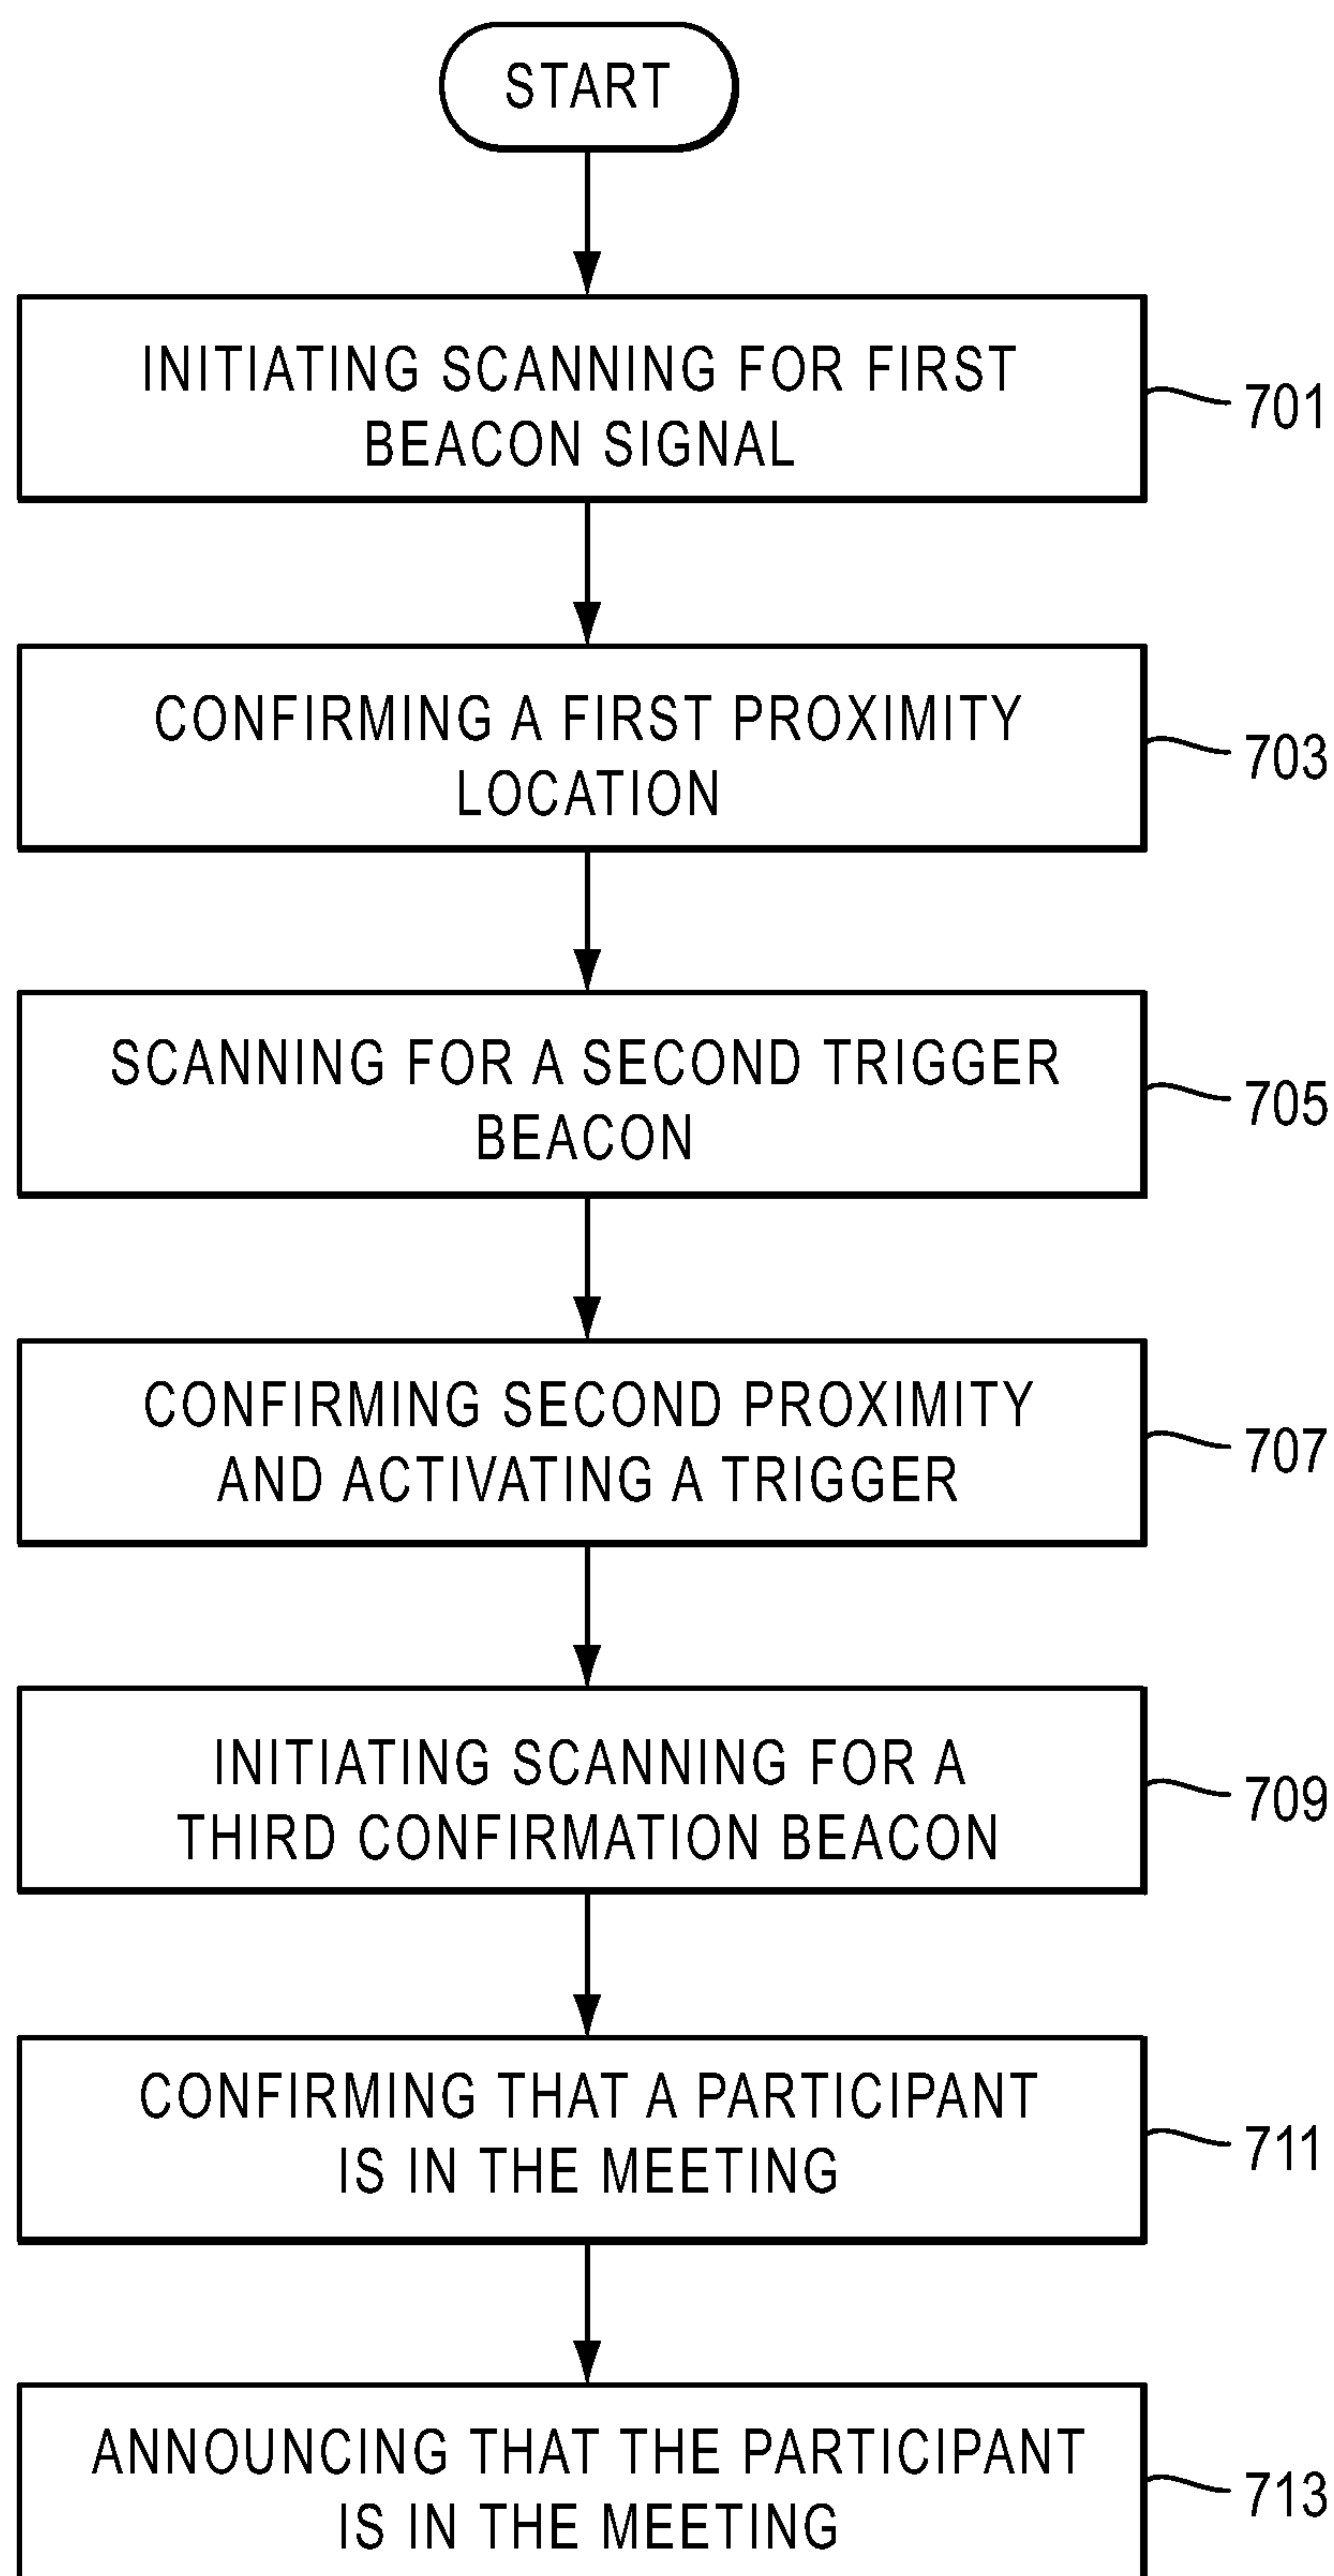 START
INITIATING SCANNING FOR FIRST
BEACON SIGNAL
701
CONFIRMING A FIRST PROXIMITY
LOCATION
703
SCANNING FOR A SECOND TRIGGER
BEACON
705
CONFIRMING SECOND PROXIMITY
AND ACTIVATING A TRIGGER
707
INITIATING SCANNING FOR A
THIRD CONFIRMATION BEACON
709
CONFIRMING THAT A PARTICIPANT
IS IN THE MEETING
711
ANNOUNCING THAT THE PARTICIPANT
IS IN THE MEETING
713